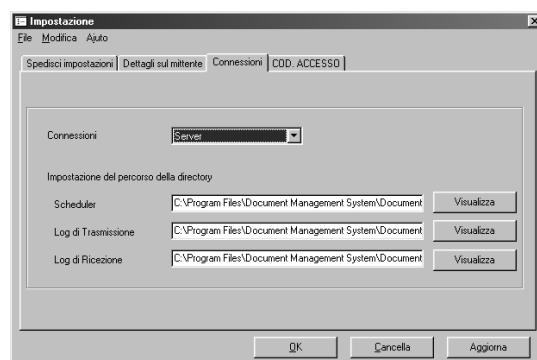 Impostazione
File Modifica Aiuto
Spedisci impostazioni Dettagli sul mittente Connessioni COD. ACCESSO
Connessioni Server
Impostazione del percorso della directory
Scheduler C:\Program Files\Document Management System\Document Visualizza
Log di Trasmissione C:\Program Files\Document Management System\Document Visualizza
Log di Ricezione C:\Program Files\Document Management System\Document Visualizza
OK Cancella Aggiorna